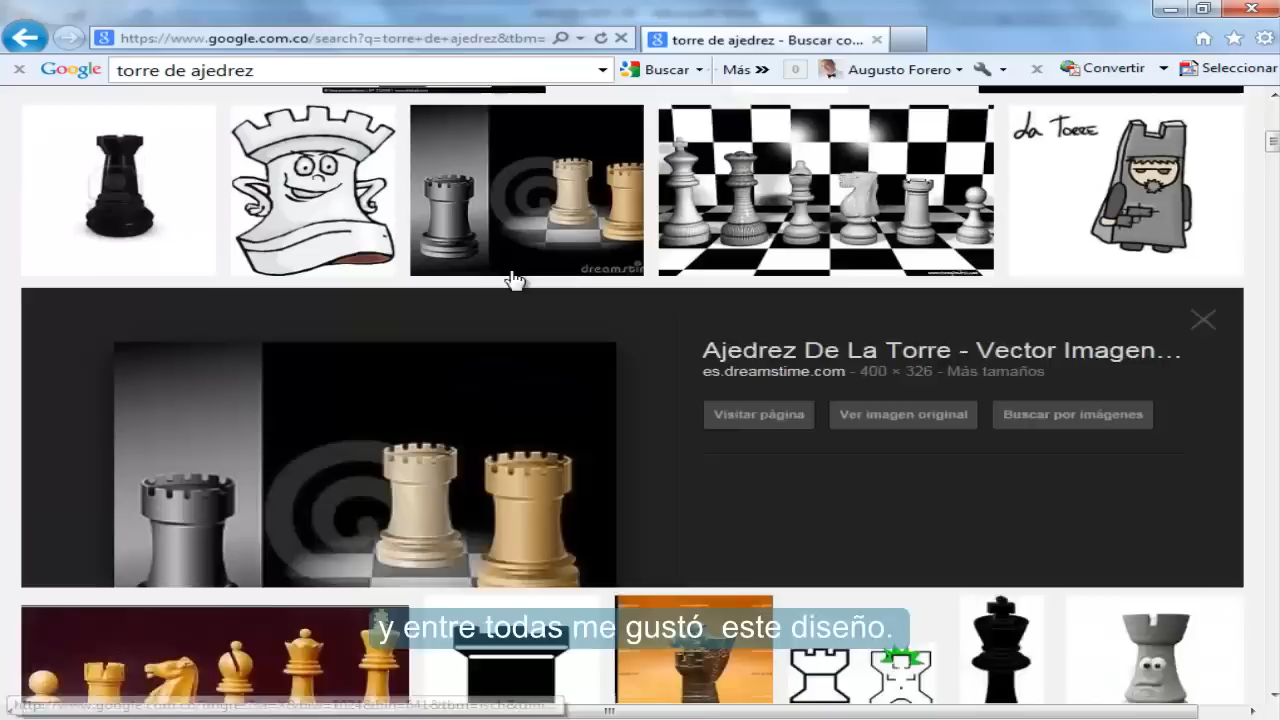 https://www.google.com.co/search?q=torre+de+ajedrez&tbm=
torre de ajedrez - Buscar co...
Google torre de ajedrez Buscar Más 0 Augusto Forero Convertir Seleccionar
La Torre
dreamstim
Ajedrez De La Torre - Vector Imagen...
es.dreamstime.com - 400 × 326 - Más tamaños
Visitar página Ver imagen original Buscar por imágenes
y entre todas me gustó este diseño.